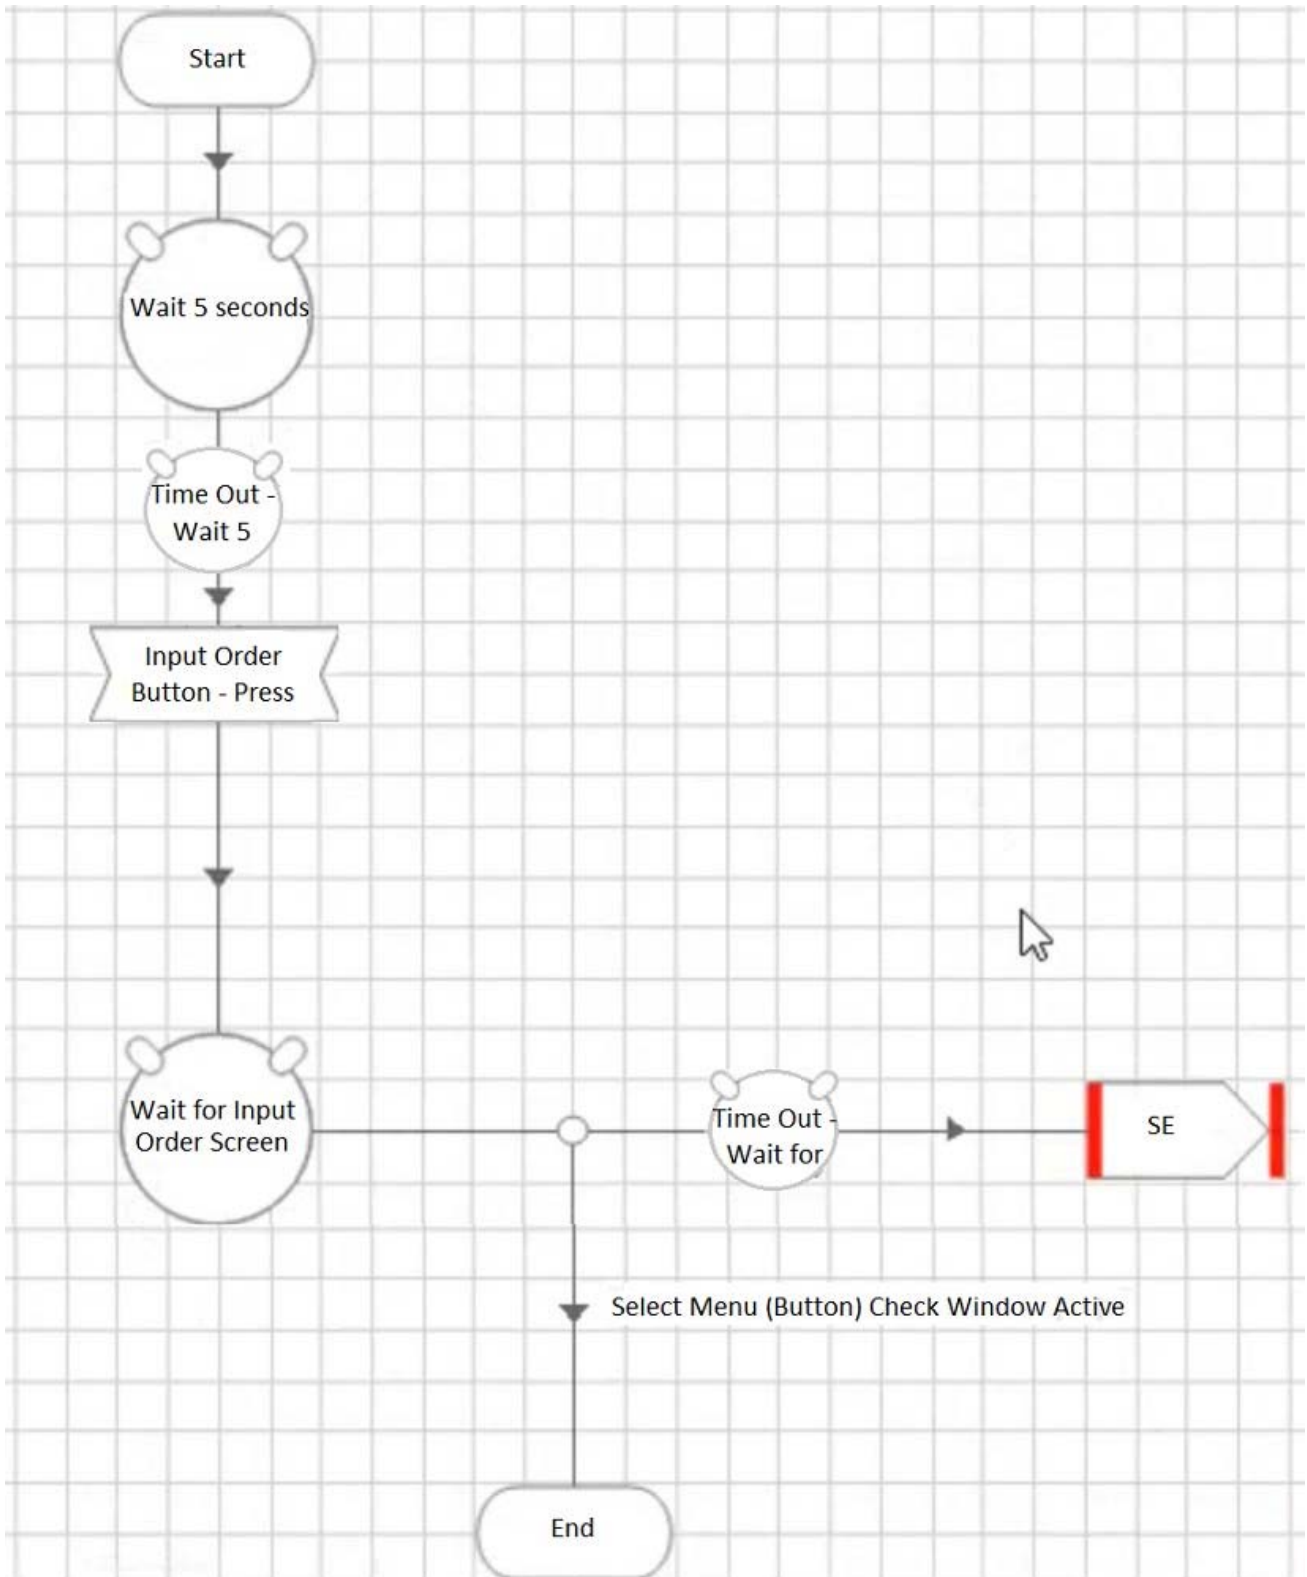 Start
Wait 5 seconds
Time Out -
Wait 5
Input Order
Button - Press
Wait for Input
Order Screen
Time Out -
Wait for
SE
Select Menu (Button) Check Window Active
End